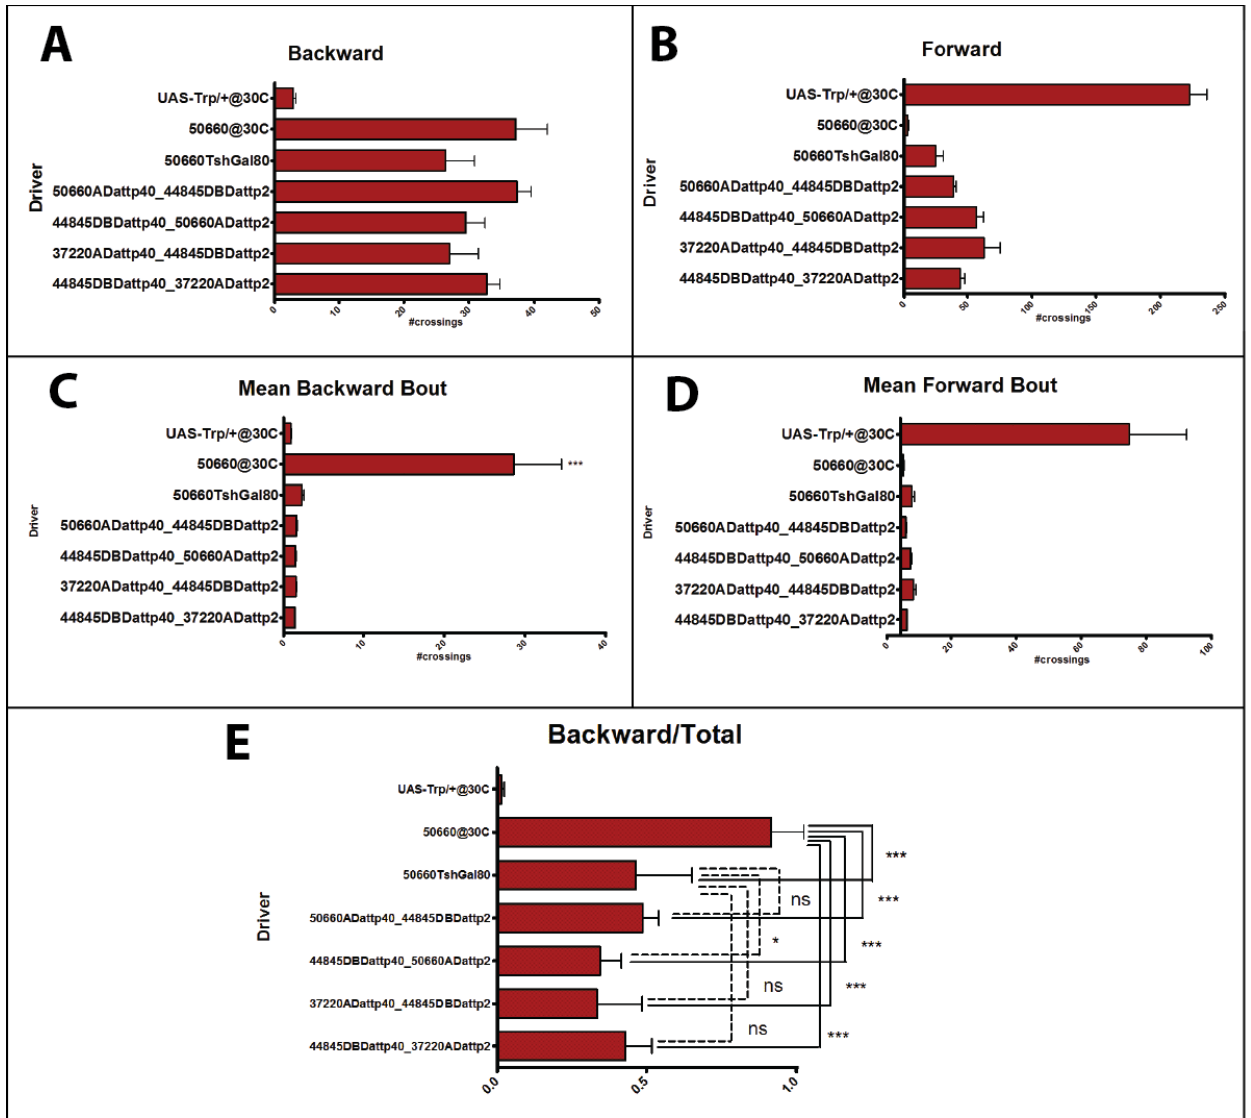 A
Backward
Driver
UAS-Trp/+@30C
50660@30C
50660TshGal80
50660ADattp40_44845DBDattp2
44845DBDattp40_50660ADattp2
37220ADattp40_44845DBDattp2
44845DBDattp40_37220ADattp2
0 10 20 30 40 50
#crossings
B
Forward
Driver
UAS-Trp/+@30C
50660@30C
50660TshGal80
50660ADattp40_44845DBDattp2
44845DBDattp40_50660ADattp2
37220ADattp40_44845DBDattp2
44845DBDattp40_37220ADattp2
0 50 100 150 200 250
#crossings
C
Mean Backward Bout
Driver
UAS-Trp/+@30C
50660@30C
***
50660TshGal80
50660ADattp40_44845DBDattp2
44845DBDattp40_50660ADattp2
37220ADattp40_44845DBDattp2
44845DBDattp40_37220ADattp2
0 10 20 30 40
#crossings
D
Mean Forward Bout
Driver
UAS-Trp/+@30C
50660@30C
50660TshGal80
50660ADattp40_44845DBDattp2
44845DBDattp40_50660ADattp2
37220ADattp40_44845DBDattp2
44845DBDattp40_37220ADattp2
0 20 40 60 80 100
#crossings
E
Backward/Total
Driver
UAS-Trp/+@30C
50660@30C
50660TshGal80
50660ADattp40_44845DBDattp2
44845DBDattp40_50660ADattp2
37220ADattp40_44845DBDattp2
44845DBDattp40_37220ADattp2
***
ns
***
*
***
ns
***
ns
***
0.0 0.5 1.0